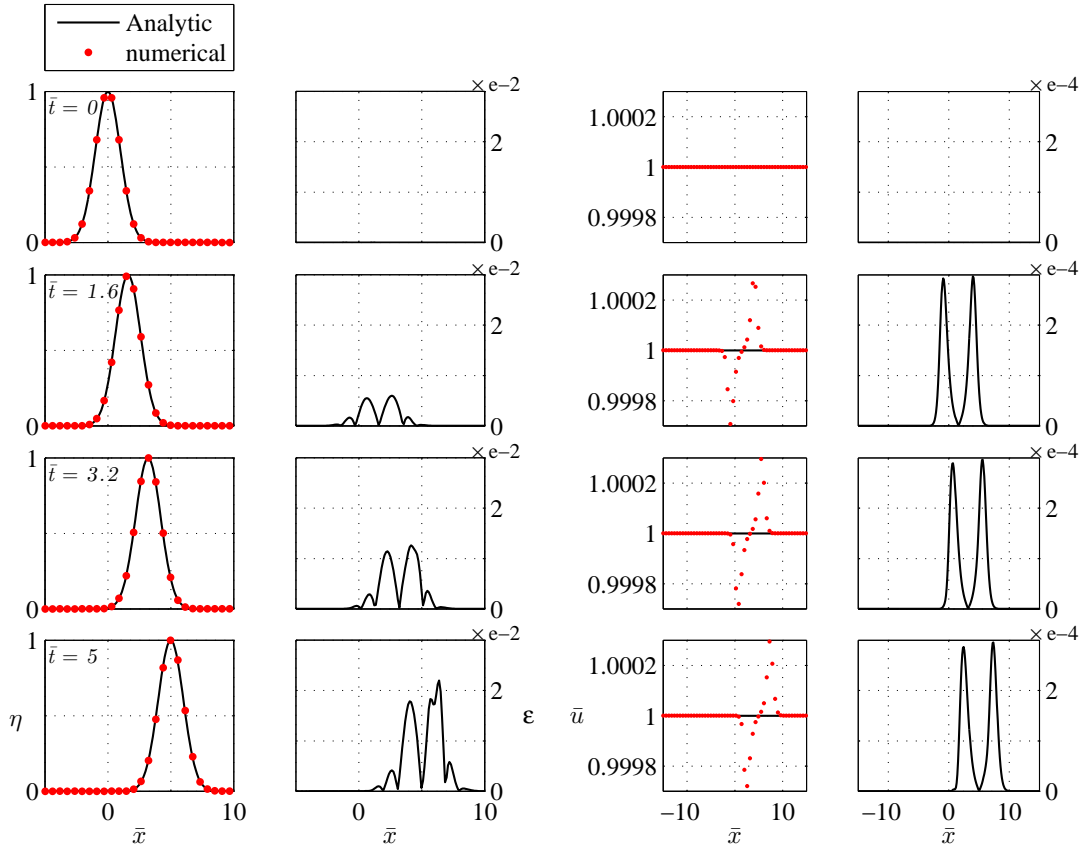 Analytic
numerical
× e−2
× e−4
1
t̄ = 0
0
2
0
1.0002
1
0.9998
2
0
× e−2
× e−4
1
t̄ = 1.6
0
2
0
1.0002
1
0.9998
2
0
× e−2
× e−4
1
t̄ = 3.2
0
2
0
1.0002
1
0.9998
2
0
× e−2
× e−4
1
t̄ = 5
η
0
2
0
ε
ū
1.0002
1
0.9998
2
0
0 10
0 10
−10 0 10
−10 0 10
x̄
x̄
x̄
x̄